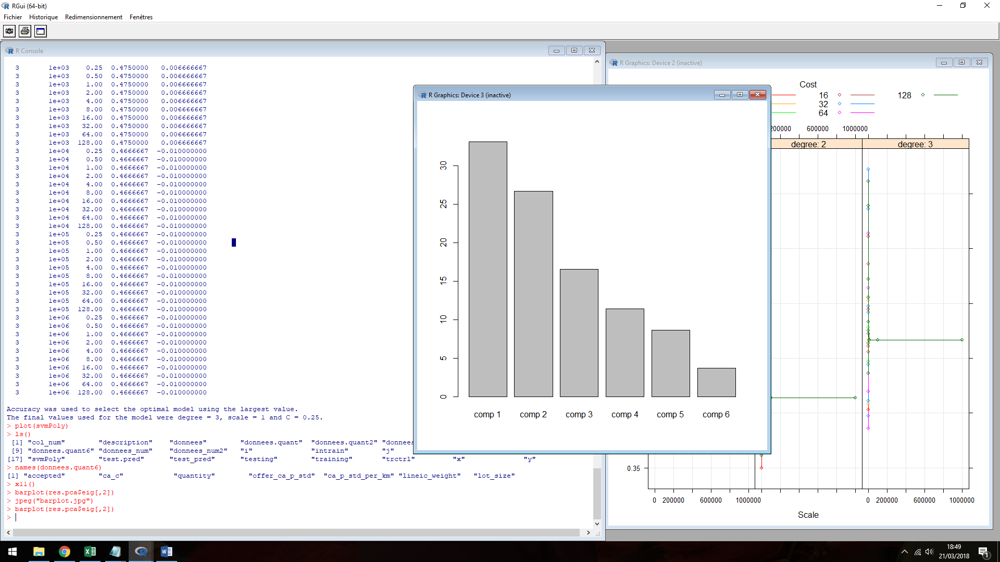 RGui (64-bit)
Fichier Historique Redimensionnement Fenêtres
R Console
3 1e+03 0.25 0.4750000 0.006666667
3 1e+03 0.50 0.4750000 0.006666667
3 1e+03 1.00 0.4750000 0.006666667
3 1e+03 2.00 0.4750000 0.006666667
3 1e+03 4.00 0.4750000 0.006666667
3 1e+03 8.00 0.4750000 0.006666667
3 1e+03 16.00 0.4750000 0.006666667
3 1e+03 32.00 0.4750000 0.006666667
3 1e+03 64.00 0.4750000 0.006666667
3 1e+03 128.00 0.4750000 0.006666667
3 1e+04 0.25 0.4666667 -0.010000000
3 1e+04 0.50 0.4666667 -0.010000000
3 1e+04 1.00 0.4666667 -0.010000000
3 1e+04 2.00 0.4666667 -0.010000000
3 1e+04 4.00 0.4666667 -0.010000000
3 1e+04 8.00 0.4666667 -0.010000000
3 1e+04 16.00 0.4666667 -0.010000000
3 1e+04 32.00 0.4666667 -0.010000000
3 1e+04 64.00 0.4666667 -0.010000000
3 1e+04 128.00 0.4666667 -0.010000000
3 1e+05 0.25 0.4666667 -0.010000000
3 1e+05 0.50 0.4666667 -0.010000000
3 1e+05 1.00 0.4666667 -0.010000000
3 1e+05 2.00 0.4666667 -0.010000000
3 1e+05 4.00 0.4666667 -0.010000000
3 1e+05 8.00 0.4666667 -0.010000000
3 1e+05 16.00 0.4666667 -0.010000000
3 1e+05 32.00 0.4666667 -0.010000000
3 1e+05 64.00 0.4666667 -0.010000000
3 1e+05 128.00 0.4666667 -0.010000000
3 1e+06 0.25 0.4666667 -0.010000000
3 1e+06 0.50 0.4666667 -0.010000000
3 1e+06 1.00 0.4666667 -0.010000000
3 1e+06 2.00 0.4666667 -0.010000000
3 1e+06 4.00 0.4666667 -0.010000000
3 1e+06 8.00 0.4666667 -0.010000000
3 1e+06 16.00 0.4666667 -0.010000000
3 1e+06 32.00 0.4666667 -0.010000000
3 1e+06 64.00 0.4666667 -0.010000000
3 1e+06 128.00 0.4666667 -0.010000000
Accuracy was used to select the optimal model using the largest value.
The final values used for the model were degree = 3, scale = 1 and C = 0.25.
> plot(svmPoly)
> ls()
[1] "col_num" "description" "donnees" "donnees.quant" "donnees.quant2" "donnees
[9] "donnees.quant6" "donnees_num" "donnees_num2" "i" "intrain" "j"
[17] "svmPoly" "test.pred" "test_pred" "testing" "training" "trctrl" "x" "y"
> names(donnees.quant6)
[1] "accepted" "ca_c" "quantity" "offer_ca_p_std" "ca_p_std_per_km" "lineic_weight" "lot_size"
> x11()
> barplot(res.pca$eig[,2])
> jpeg("barplot.jpg")
> barplot(res.pca$eig[,2])
>
R Graphics: Device 3 (inactive)
30
25
20
15
10
5
0
comp 1 comp 2 comp 3 comp 4 comp 5 comp 6
R Graphics: Device 2 (inactive)
Cost
16 128
32
64
200000 600000 1000000
degree: 2 degree: 3
0.35
0 200000 600000 1000000 0 200000 600000 1000000
Scale
18:49
21/03/2018
1